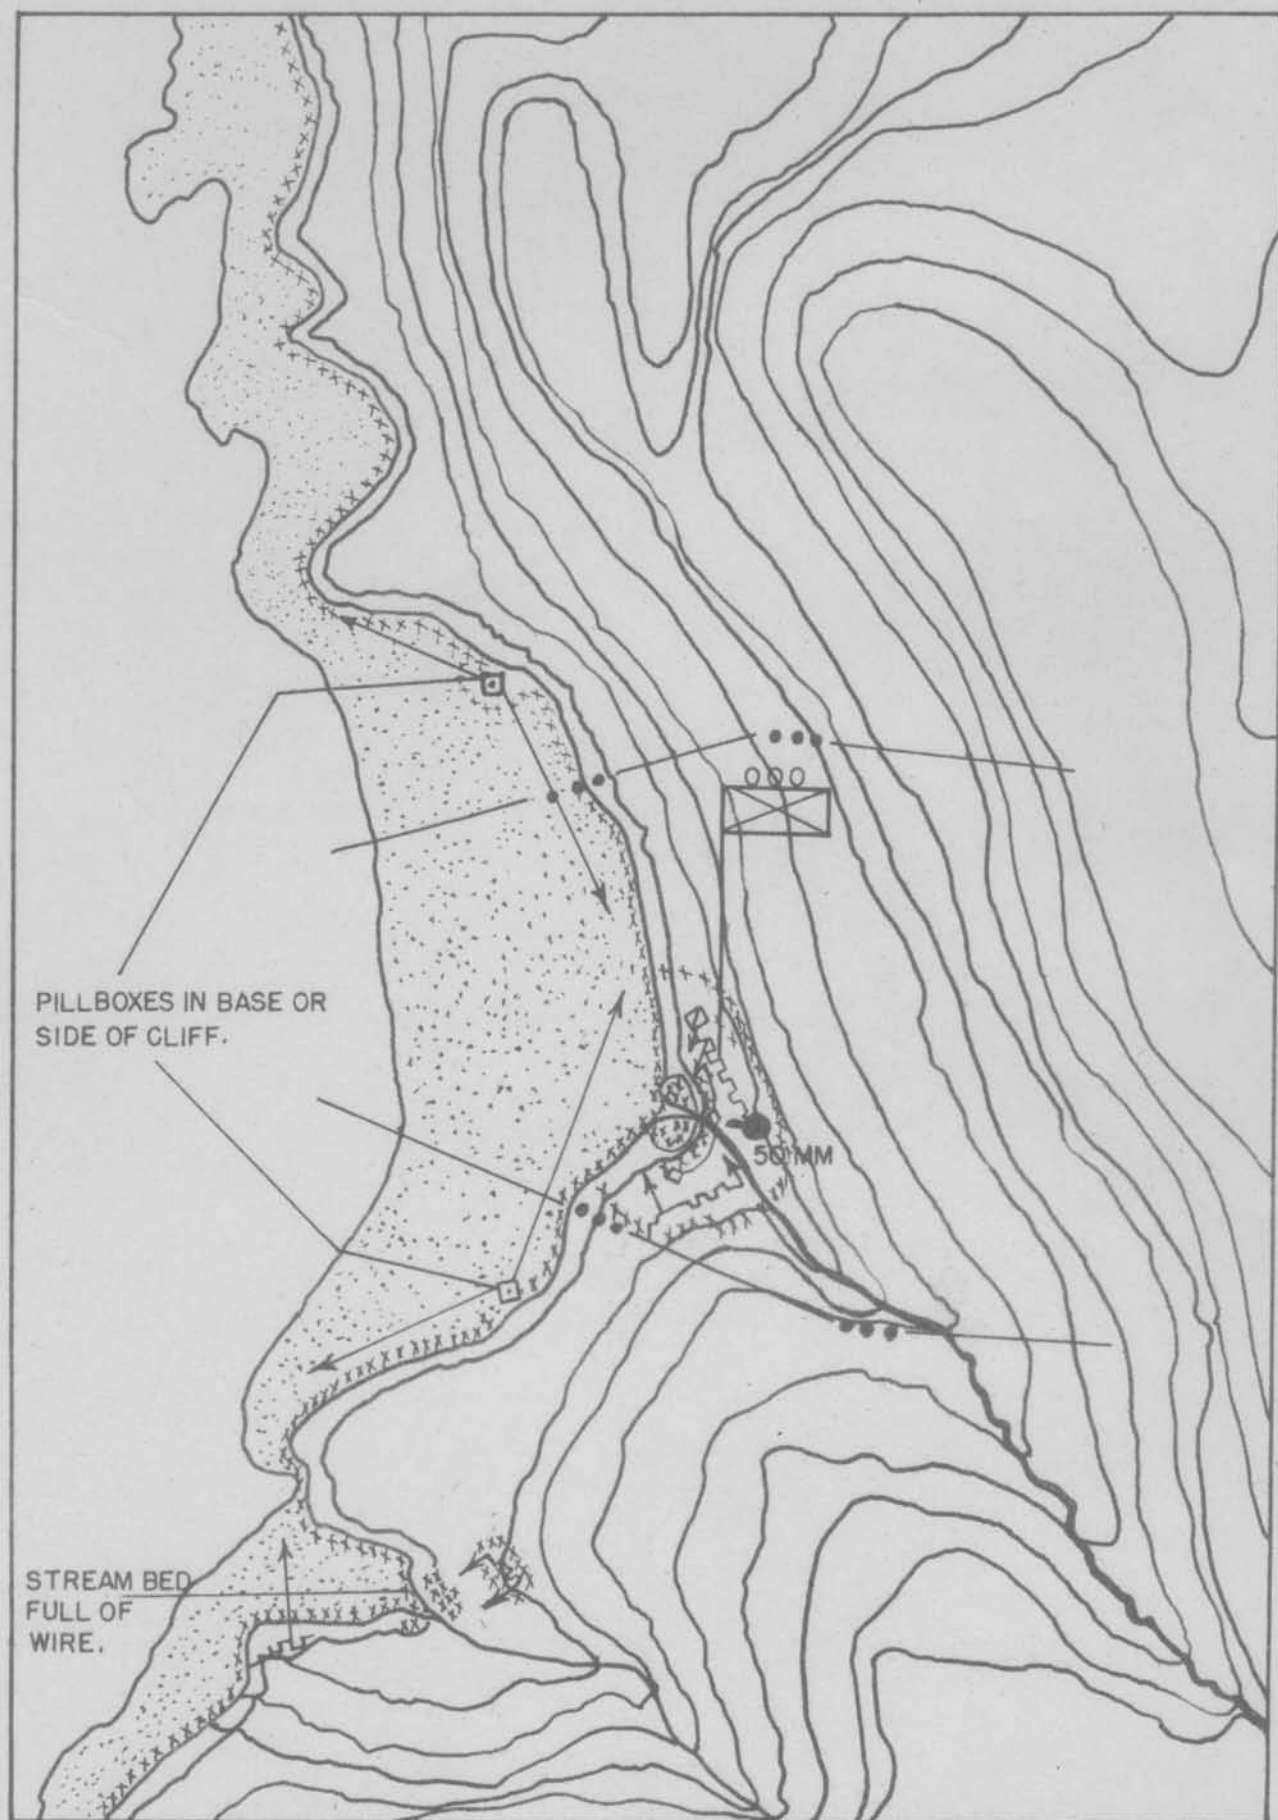 PILLBOXES IN BASE OR
SIDE OF CLIFF.
50 MM
STREAM BED
FULL OF
WIRE.